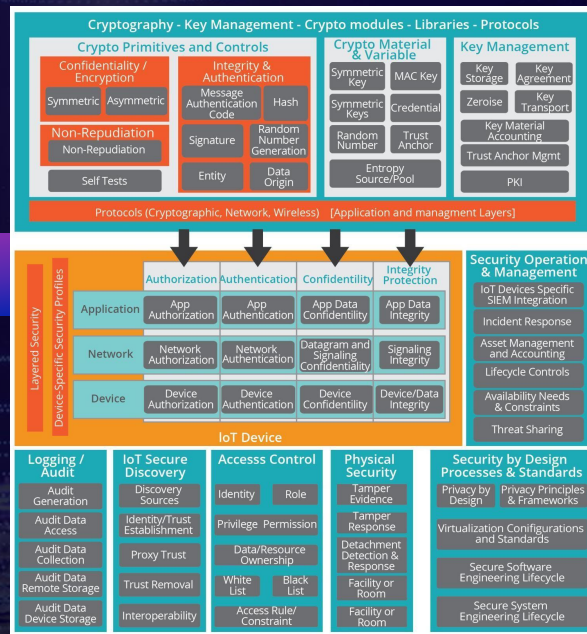 Cryptography - Key Management - Crypto modules - Libraries - Protocols
Crypto Primitives and Controls
Confidentiality /
Encryption
Symmetric
Asymmetric
Non-Repudiation
Non-Repudiation
Self Tests
Integrity &
Authentication
Message
Authentication
Code
Hash
Signature
Random
Number
Generation
Entity
Data
Origin
Crypto Material
& Variable
Symmetric
Key
MAC Key
Symmetric
Keys
Credential
Random
Number
Trust
Anchor
Entropy
Source/Pool
Key Management
Key
Storage
Key
Agreement
Zeroise
Key
Transport
Key Material
Accounting
Trust Anchor Mgmt
PKI
Protocols (Cryptographic, Network, Wireless) [Application and managment Layers]
Layered Security
Device-Specific Security Profiles
Authorization
Authentication
Confidentility
Integrity
Protection
Application
App
Authorization
App
Authentication
App Data
Confidentility
App Data
Integrity
Network
Network
Authorization
Network
Authentication
Datagram and
Signaling
Confidentiality
Signaling
Integrity
Device
Device
Authorization
Device
Authentication
Device
Confidentility
Device/Data
Integrity
IoT Device
Security Operation
& Management
IoT Devices Specific
SIEM Integration
Incident Response
Asset Management
and Accounting
Lifecycle Controls
Availability Needs
& Constraints
Threat Sharing
Logging /
Audit
Audit
Generation
Audit Data
Access
Audit Data
Collection
Audit Data
Remote Storage
Audit Data
Device Storage
IoT Secure
Discovery
Discovery
Sources
Identity/Trust
Establishment
Proxy Trust
Trust Removal
Interoperability
Accesss Control
Identity
Role
Privilege Permission
Data/Resource
Ownership
White
List
Black
List
Access Rule/
Constraint
Physical
Security
Tamper
Evidence
Tamper
Response
Detachment
Detection &
Response
Facility or
Room
Facility or
Room
Security by Design
Processes & Standards
Privacy by
Design
Privacy Principles
& Frameworks
Virtualization Configurations
and Standards
Secure Software
Engineering Lifecycle
Secure System
Engineering Lifecycle